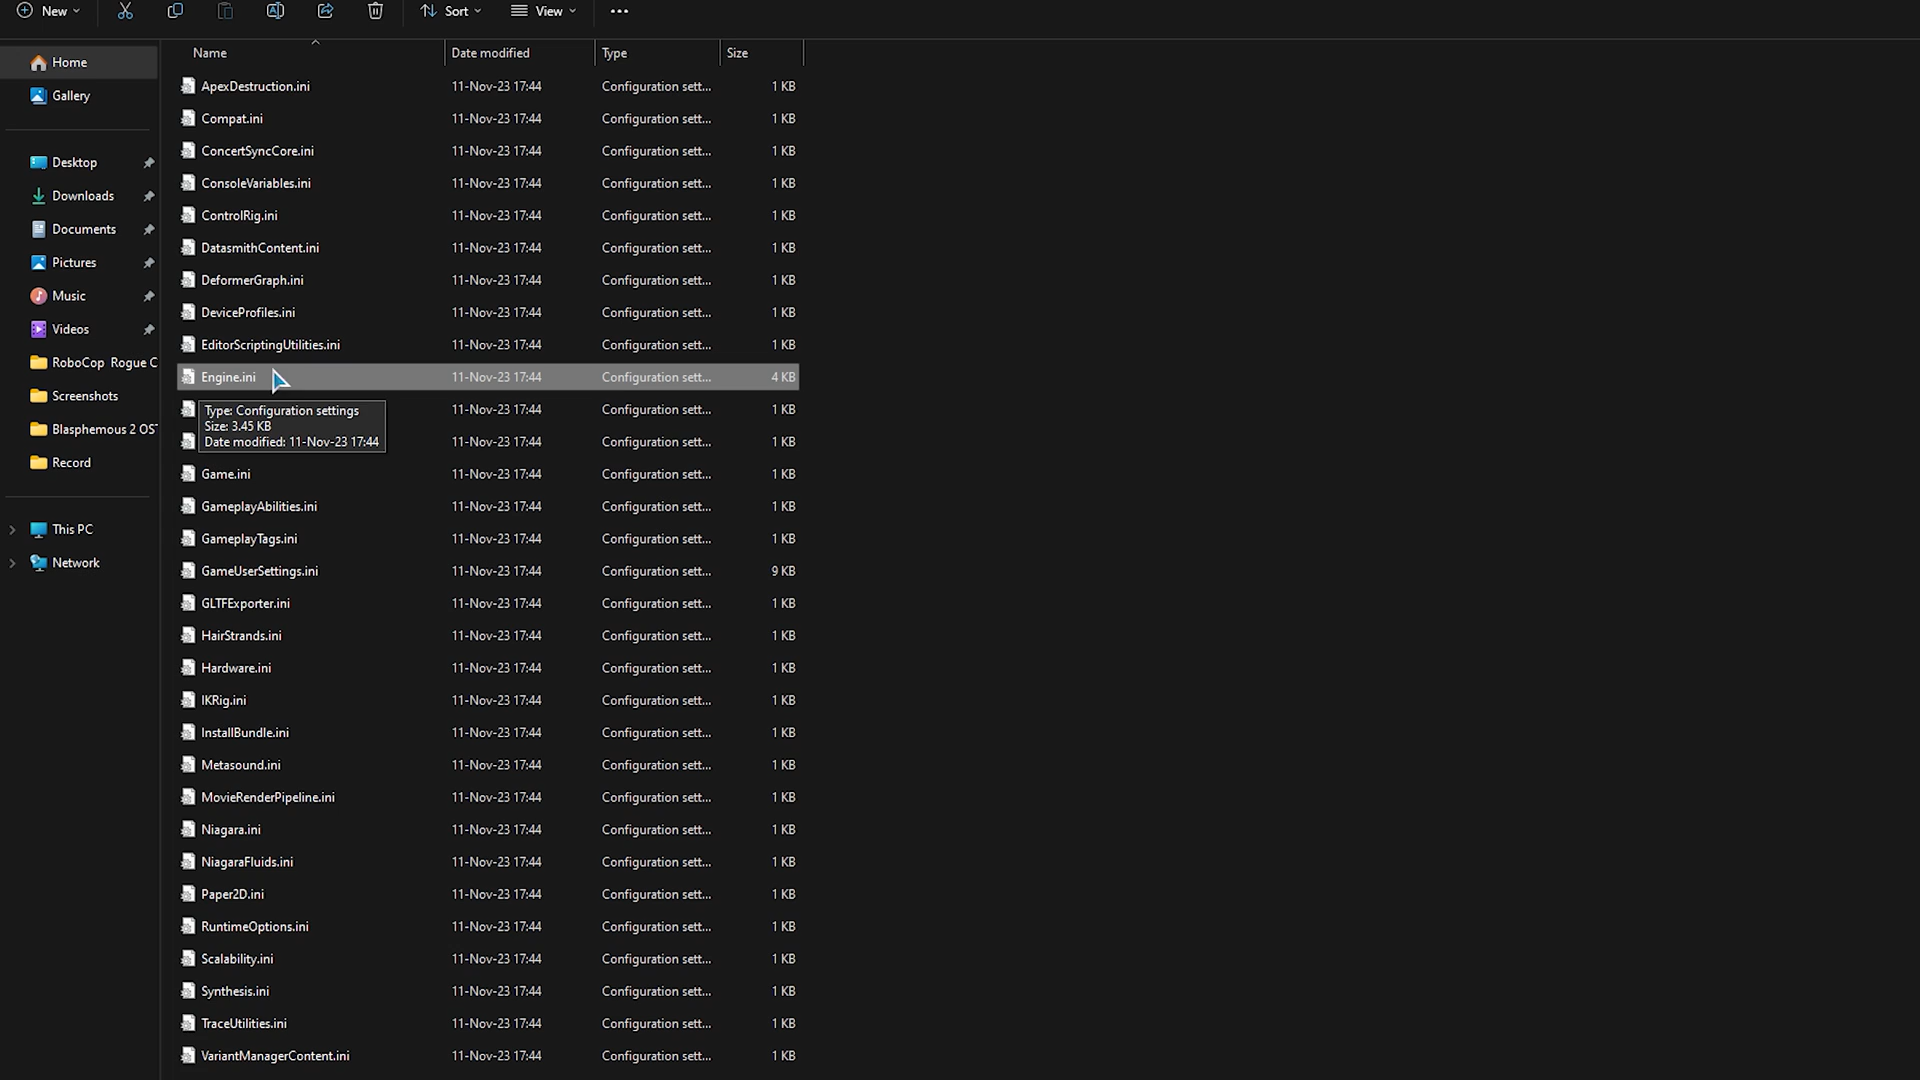 New Sort View
Name Date modified Type Size
Home
Gallery
Desktop
Downloads
Documents
Pictures
Music
Videos
RoboCop Rogue C
Screenshots
Blasphemous 2 OST
Record
This PC
Network
ApexDestruction.ini 11-Nov-23 17:44 Configuration sett... 1 KB
Compat.ini 11-Nov-23 17:44 Configuration sett... 1 KB
ConcertSyncCore.ini 11-Nov-23 17:44 Configuration sett... 1 KB
ConsoleVariables.ini 11-Nov-23 17:44 Configuration sett... 1 KB
ControlRig.ini 11-Nov-23 17:44 Configuration sett... 1 KB
DatasmithContent.ini 11-Nov-23 17:44 Configuration sett... 1 KB
DeformerGraph.ini 11-Nov-23 17:44 Configuration sett... 1 KB
DeviceProfiles.ini 11-Nov-23 17:44 Configuration sett... 1 KB
EditorScriptingUtilities.ini 11-Nov-23 17:44 Configuration sett... 1 KB
Engine.ini 11-Nov-23 17:44 Configuration sett... 4 KB
11-Nov-23 17:44 Configuration sett... 1 KB
Type: Configuration settings
Size: 3.45 KB
Date modified: 11-Nov-23 17:44
11-Nov-23 17:44 Configuration sett... 1 KB
Game.ini 11-Nov-23 17:44 Configuration sett... 1 KB
GameplayAbilities.ini 11-Nov-23 17:44 Configuration sett... 1 KB
GameplayTags.ini 11-Nov-23 17:44 Configuration sett... 1 KB
GameUserSettings.ini 11-Nov-23 17:44 Configuration sett... 9 KB
GLTFExporter.ini 11-Nov-23 17:44 Configuration sett... 1 KB
HairStrands.ini 11-Nov-23 17:44 Configuration sett... 1 KB
Hardware.ini 11-Nov-23 17:44 Configuration sett... 1 KB
IKRig.ini 11-Nov-23 17:44 Configuration sett... 1 KB
InstallBundle.ini 11-Nov-23 17:44 Configuration sett... 1 KB
Metasound.ini 11-Nov-23 17:44 Configuration sett... 1 KB
MovieRenderPipeline.ini 11-Nov-23 17:44 Configuration sett... 1 KB
Niagara.ini 11-Nov-23 17:44 Configuration sett... 1 KB
NiagaraFluids.ini 11-Nov-23 17:44 Configuration sett... 1 KB
Paper2D.ini 11-Nov-23 17:44 Configuration sett... 1 KB
RuntimeOptions.ini 11-Nov-23 17:44 Configuration sett... 1 KB
Scalability.ini 11-Nov-23 17:44 Configuration sett... 1 KB
Synthesis.ini 11-Nov-23 17:44 Configuration sett... 1 KB
TraceUtilities.ini 11-Nov-23 17:44 Configuration sett... 1 KB
VariantManagerContent.ini 11-Nov-23 17:44 Configuration sett... 1 KB